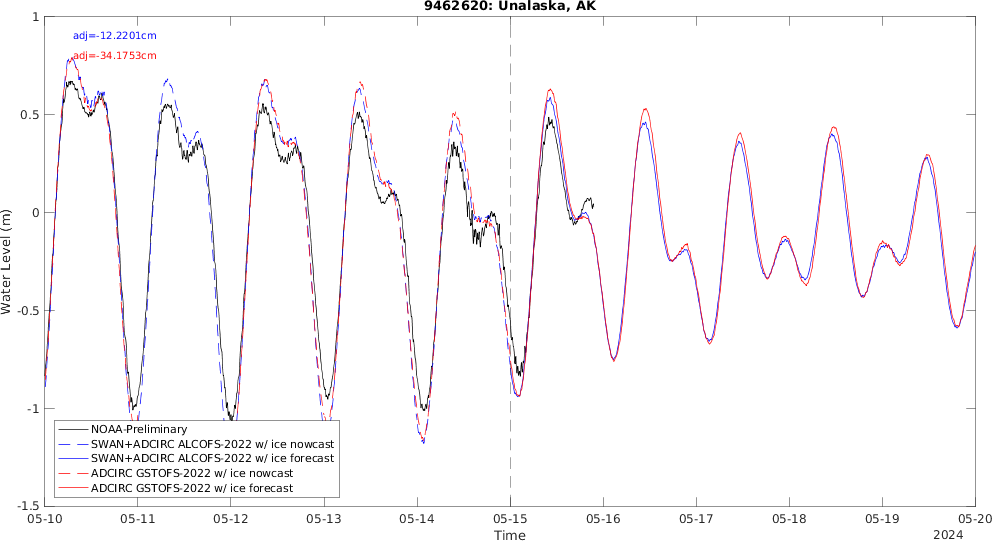 9462620: Unalaska, AK
adj=-12.2201cm
adj=-34.1753cm
Water Level (m)
1
0.5
0
-0.5
-1
-1.5
NOAA-Preliminary
SWAN+ADCIRC ALCOFS-2022 w/ ice nowcast
SWAN+ADCIRC ALCOFS-2022 w/ ice forecast
ADCIRC GSTOFS-2022 w/ ice nowcast
ADCIRC GSTOFS-2022 w/ ice forecast
05-10 05-11 05-12 05-13 05-14 05-15 05-16 05-17 05-18 05-19 05-20
Time
2024